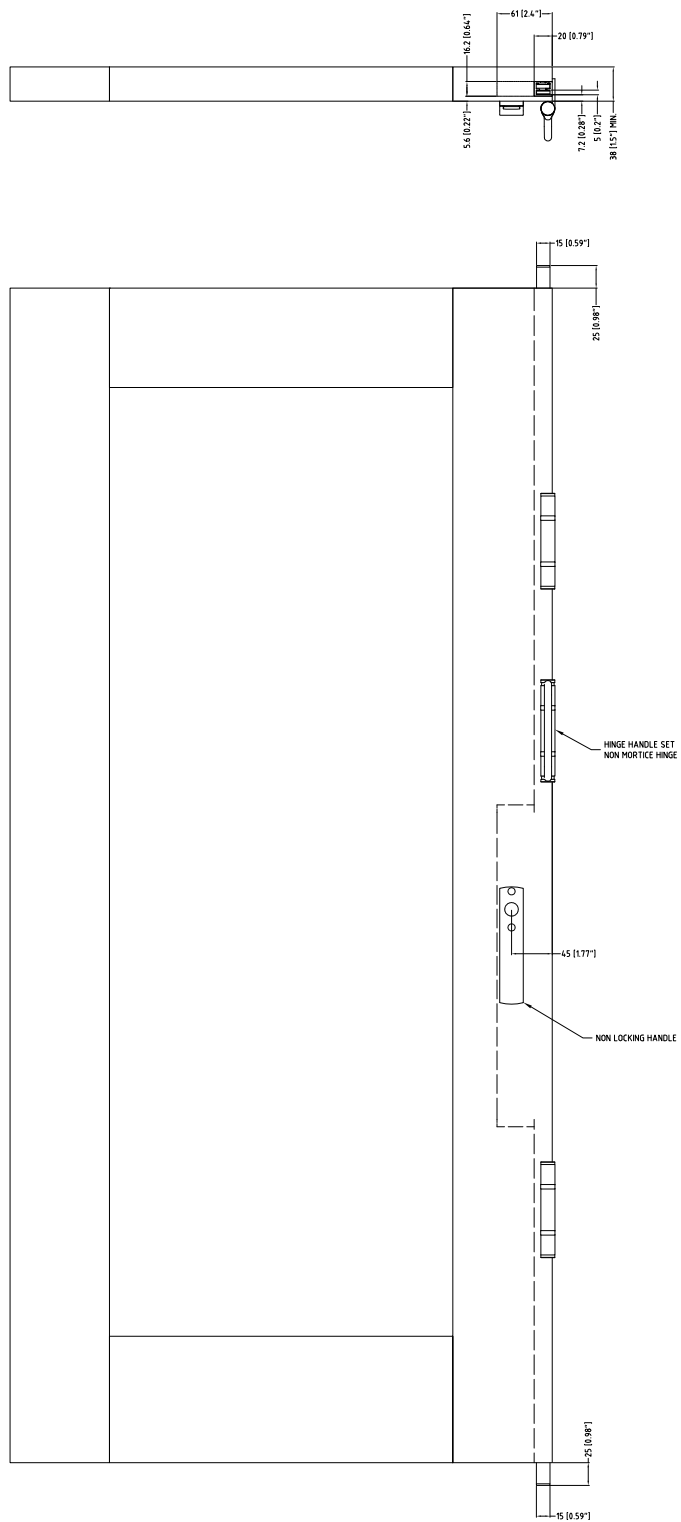 61 [2.4"]
16.2 [0.64"]
20 [0.79"]
5.6 [0.22"]
7.2 [0.28"]
5 [0.2"]
38 [1.5"] MIN.
15 [0.59"]
25 [0.98"]
HINGE HANDLE SET
NON MORTICE HINGE
45 [1.77"]
NON LOCKING HANDLE
25 [0.98"]
15 [0.59"]